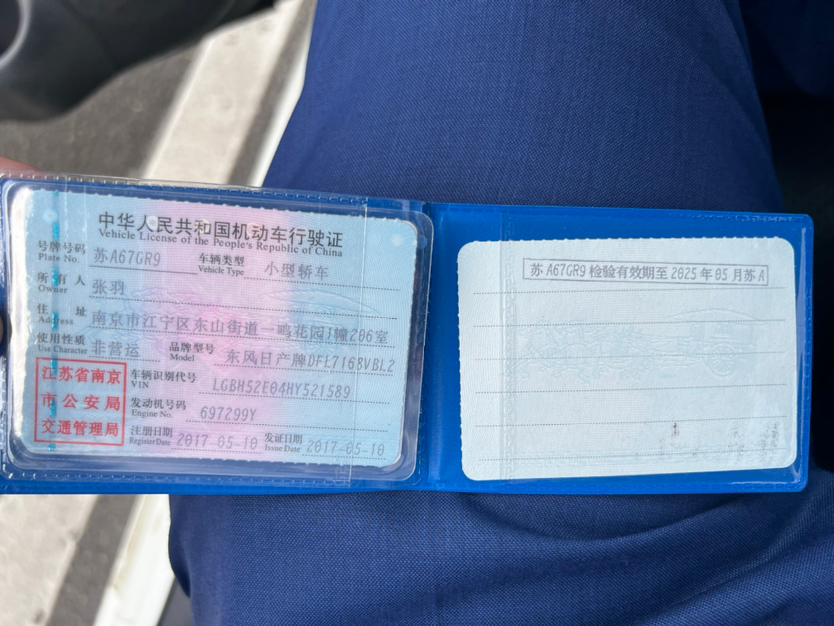 中华人民共和国机动车行驶证
Vehicle License of the People's Republic of China
号牌号码 苏A67GR9 车辆类型 小型轿车
Plate No. Vehicle Type
所有人 张羽
Owner
住址 南京市江宁区东山街道一鸣花园1幢206室
Address
使用性质 非营运 品牌型号 东风日产牌DFL7168VBL2
Use Character Model
江苏省南京
市公安局
交通管理局
车辆识别代号 LGBH52E04HY521589
VIN
发动机号码 697299Y
Engine No.
注册日期 2017-05-10 发证日期 2017-05-10
Register Date Issue Date
苏A67GR9 检验有效期至 2025年05月苏A